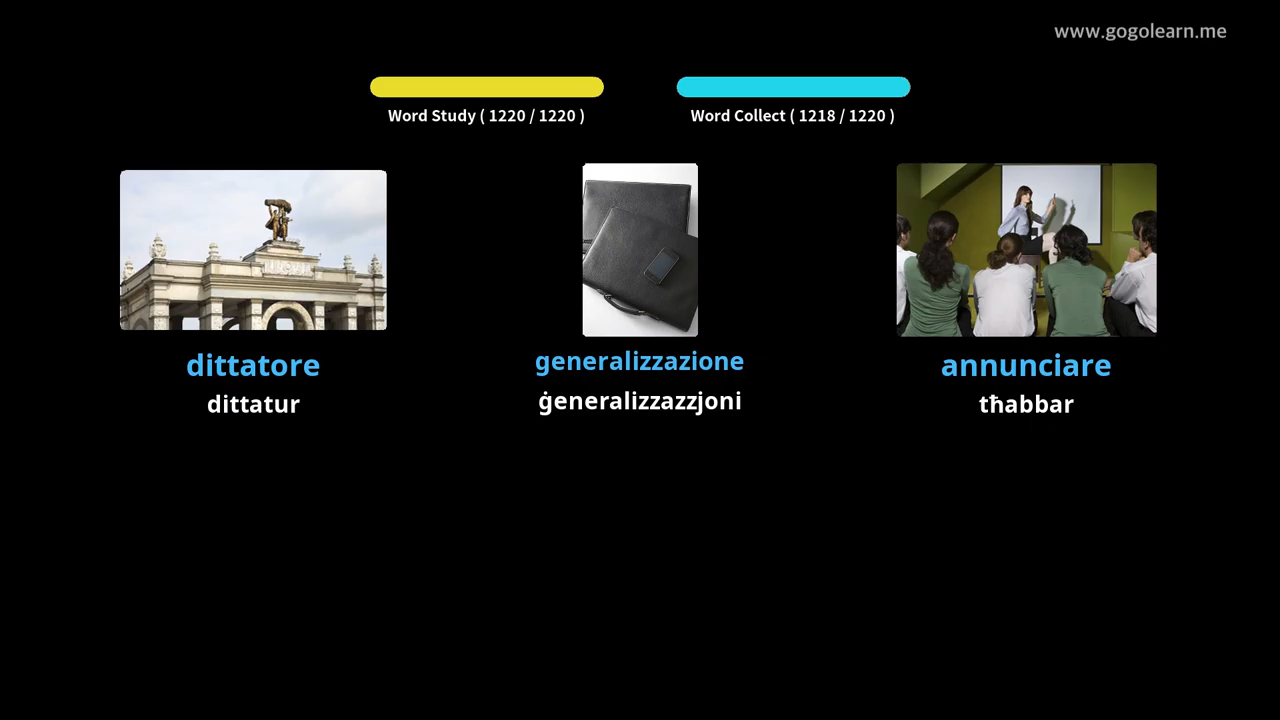 www.gogolearn.me
Word Study ( 1220 / 1220 )
Word Collect ( 1218 / 1220 )
dittatore
dittatur
generalizzazione
ġeneralizzazzjoni
annunciare
tħabbar